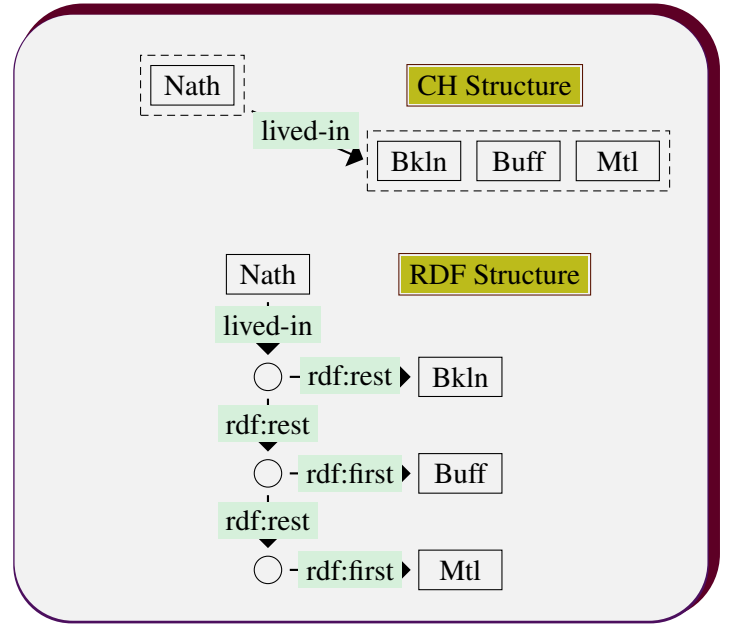 Nath
CH Structure
lived-in
Bkln Buff Mtl
Nath
RDF Structure
lived-in
rdf:rest Bkln
rdf:rest
rdf:first Buff
rdf:rest
rdf:first Mtl